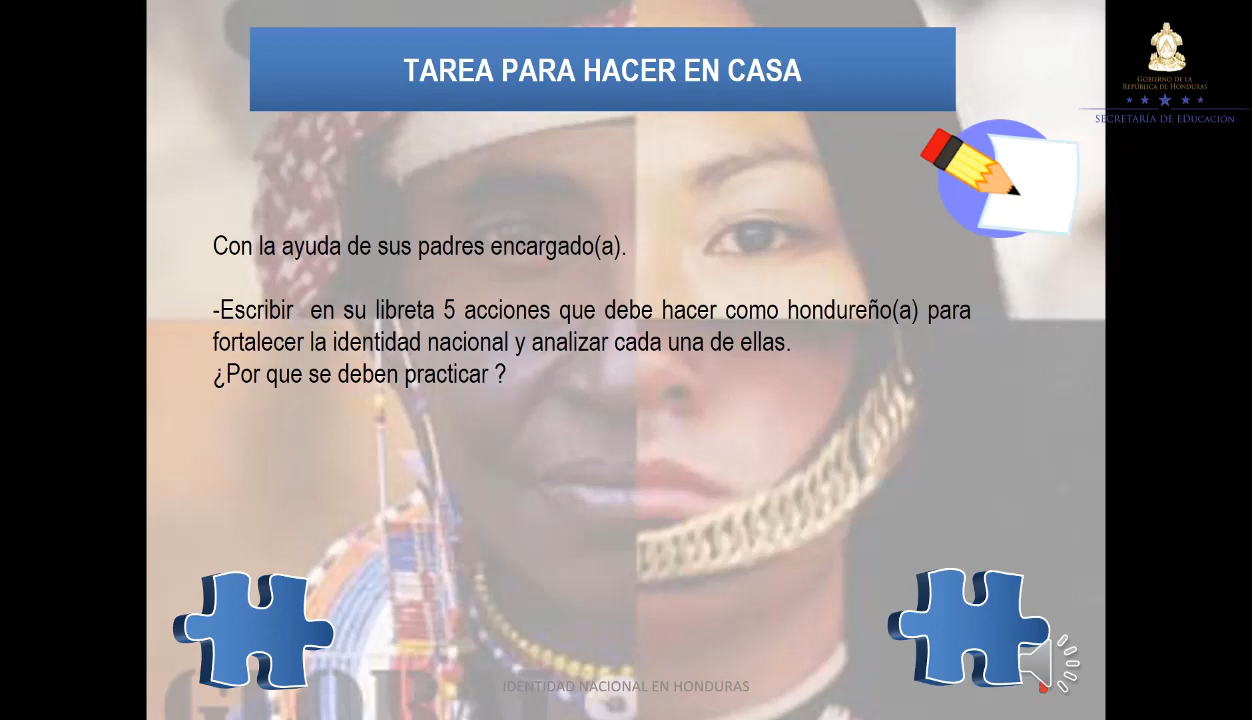 TAREA PARA HACER EN CASA
GOBIERNO DE LA
REPÚBLICA DE HONDURAS
SECRETARÍA DE EDUCACIÓN
Con la ayuda de sus padres encargado(a).
-Escribir en su libreta 5 acciones que debe hacer como hondureño(a) para
fortalecer la identidad nacional y analizar cada una de ellas.
¿Por que se deben practicar ?
IDENTIDAD NACIONAL EN HONDURAS